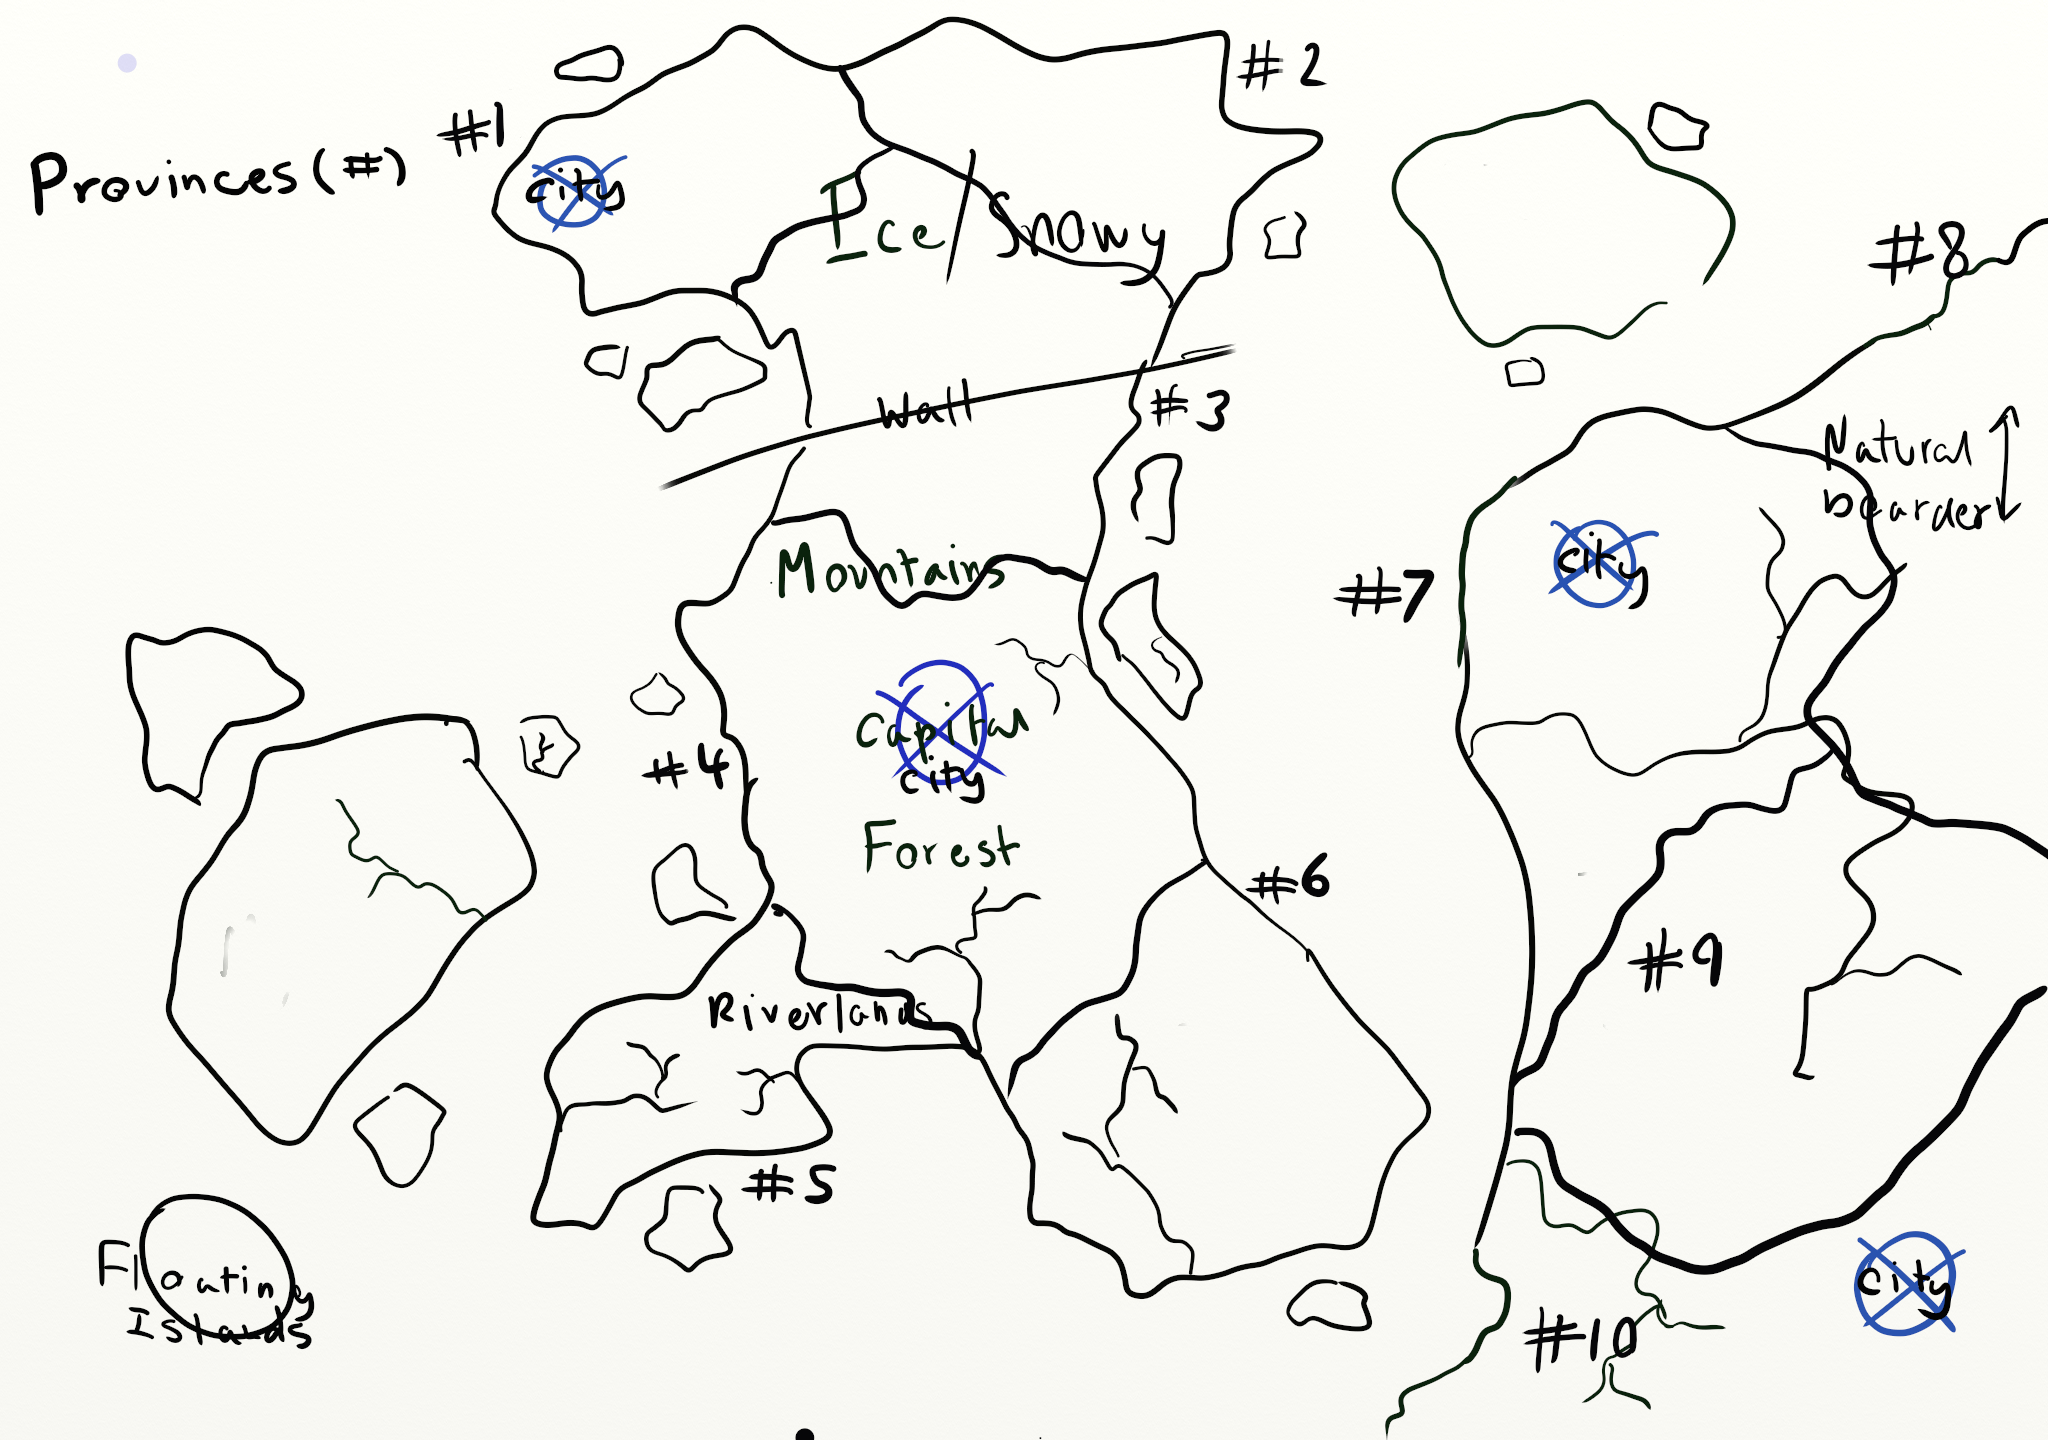 #2
#1
Provinces (#)
city
Ice/Snowy
#8
Wall
#3
Natural
bearder
Mountains
city
#7
Capital
city
#4
Forest
#6
#9
Riverlands
#5
Floating
Islands
city
#10